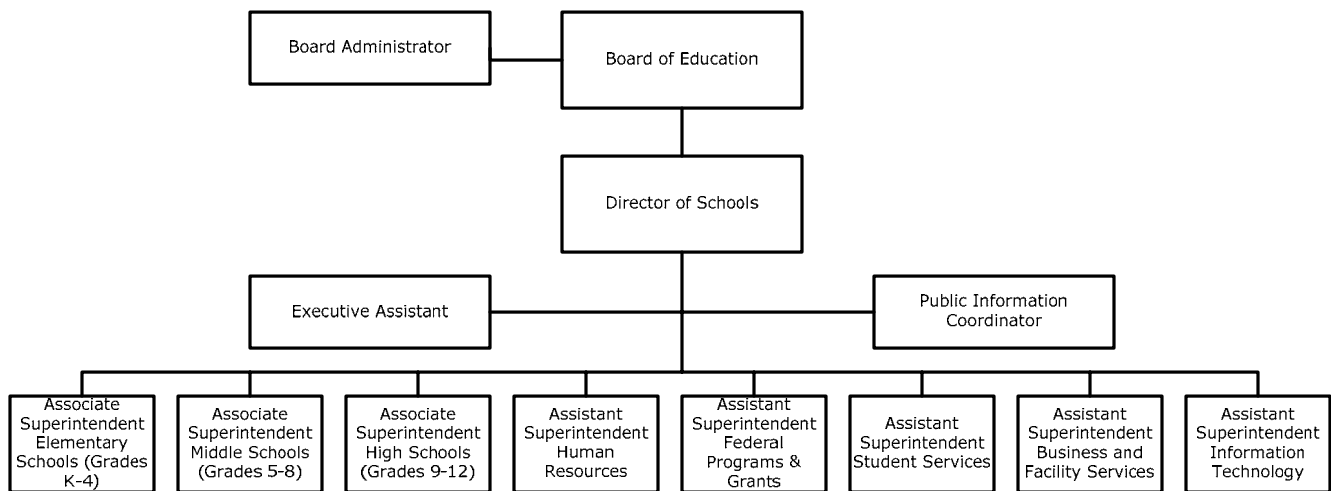 Board Administrator
Board of Education
Director of Schools
Executive Assistant
Public Information
Coordinator
Associate
Superintendent
Elementary
Schools (Grades
K-4)
Associate
Superintendent
Middle Schools
(Grades 5-8)
Associate
Superintendent
High Schools
(Grades 9-12)
Assistant
Superintendent
Human
Resources
Assistant
Superintendent
Federal
Programs &
Grants
Assistant
Superintendent
Student Services
Assistant
Superintendent
Business and
Facility Services
Assistant
Superintendent
Information
Technology